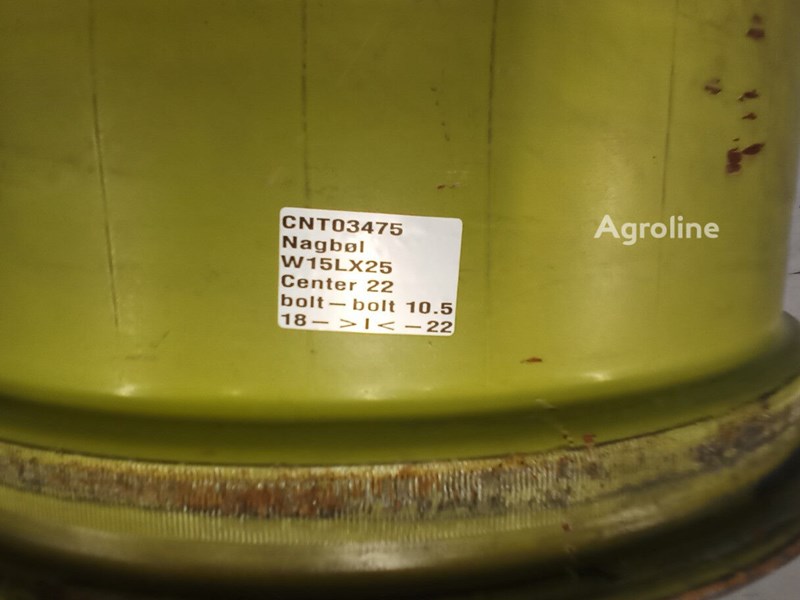 CNT03475
Nagbøl
W15LX25
Center 22
bolt – bolt 10.5
18 – > I < – 22
Agroline